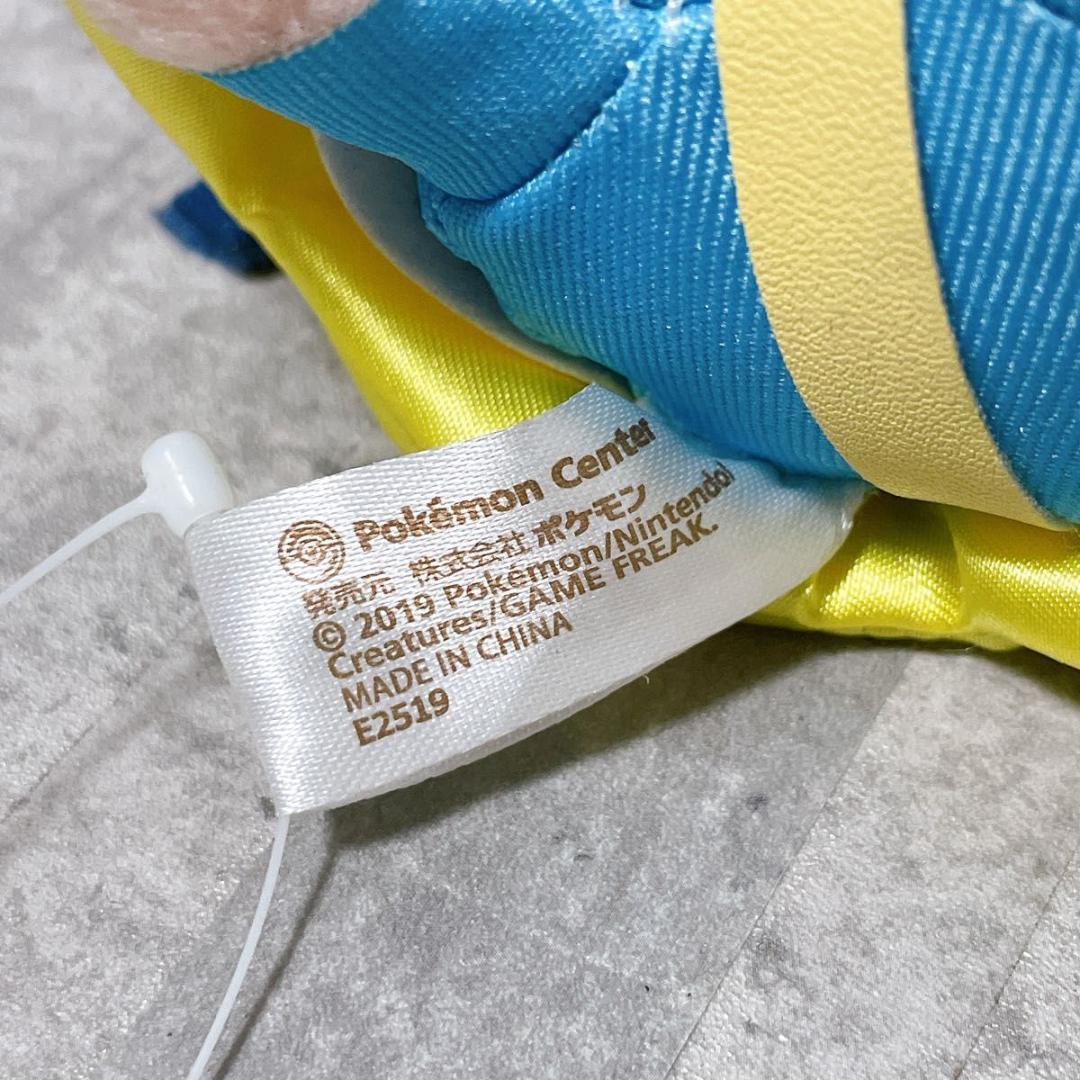 Pokémon Center
発売元 株式会社ポケモン
© 2019 Pokémon/Nintendo/
Creatures/GAME FREAK.
MADE IN CHINA
E2519